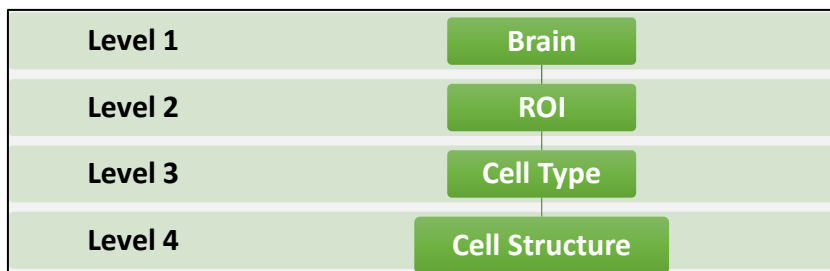 Level 1 Brain
Level 2 ROI
Level 3 Cell Type
Level 4 Cell Structure